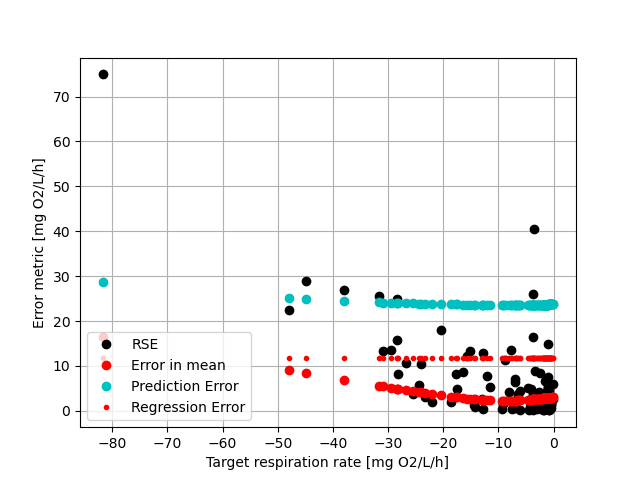 70
60
50
40
30
20
10
0
Error metric [mg O2/L/h]
RSE
Error in mean
Prediction Error
Regression Error
−80 −70 −60 −50 −40 −30 −20 −10 0
Target respiration rate [mg O2/L/h]